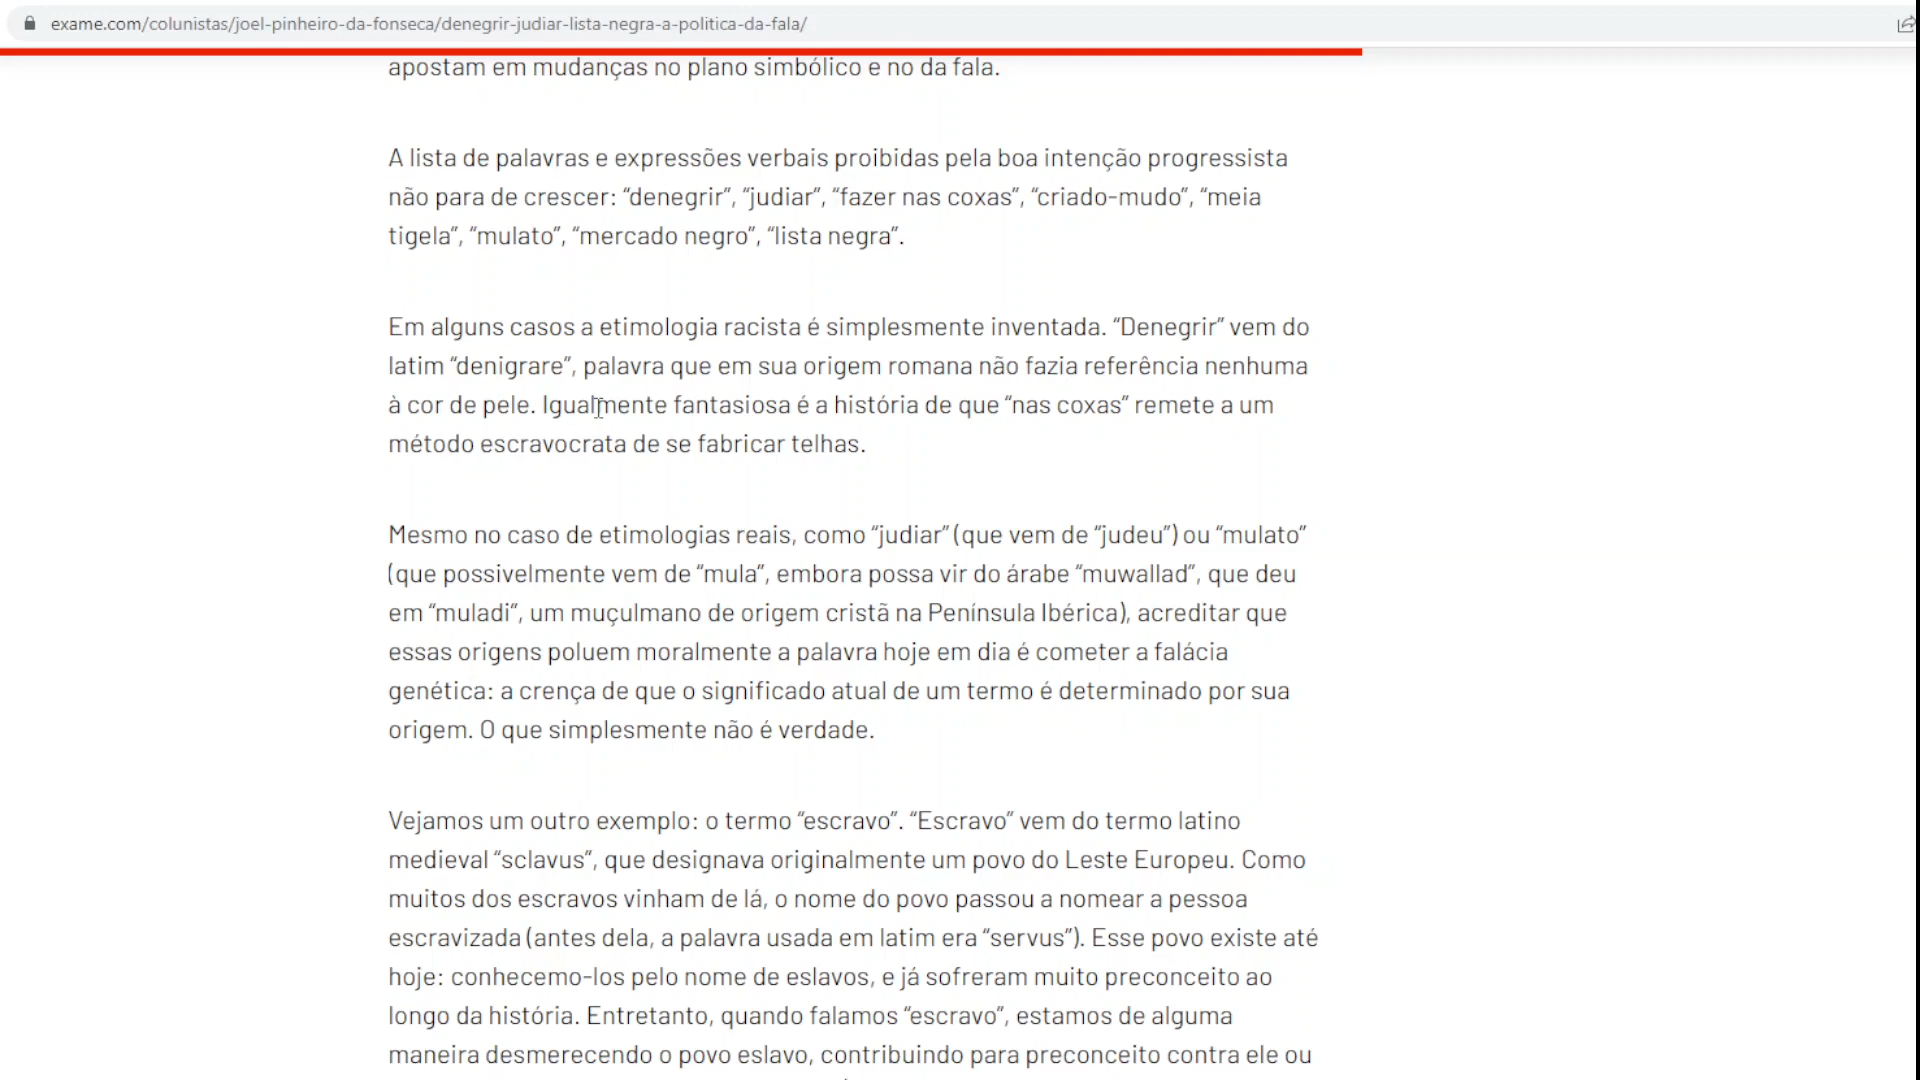 exame.com/colunistas/joel-pinheiro-da-fonseca/denegrir-judiar-lista-negra-a-politica-da-fala/
apostam em mudanças no plano simbólico e no da fala.
A lista de palavras e expressões verbais proibidas pela boa intenção progressista
não para de crescer: “denegrir”, “judiar”, “fazer nas coxas”, “criado-mudo”, “meia
tigela”, “mulato”, “mercado negro”, “lista negra”.
Em alguns casos a etimologia racista é simplesmente inventada. “Denegrir” vem do
latim “denigrare”, palavra que em sua origem romana não fazia referência nenhuma
à cor de pele. Igualmente fantasiosa é a história de que “nas coxas” remete a um
método escravocrata de se fabricar telhas.
Mesmo no caso de etimologias reais, como “judiar” (que vem de “judeu”) ou “mulato”
(que possivelmente vem de “mula”, embora possa vir do árabe “muwallad”, que deu
em “muladi”, um muçulmano de origem cristã na Península Ibérica), acreditar que
essas origens poluem moralmente a palavra hoje em dia é cometer a falácia
genética: a crença de que o significado atual de um termo é determinado por sua
origem. O que simplesmente não é verdade.
Vejamos um outro exemplo: o termo “escravo”. “Escravo” vem do termo latino
medieval “sclavus”, que designava originalmente um povo do Leste Europeu. Como
muitos dos escravos vinham de lá, o nome do povo passou a nomear a pessoa
escravizada (antes dela, a palavra usada em latim era “servus”). Esse povo existe até
hoje: conhecemo-los pelo nome de eslavos, e já sofreram muito preconceito ao
longo da história. Entretanto, quando falamos “escravo”, estamos de alguma
maneira desmerecendo o povo eslavo, contribuindo para preconceito contra ele ou